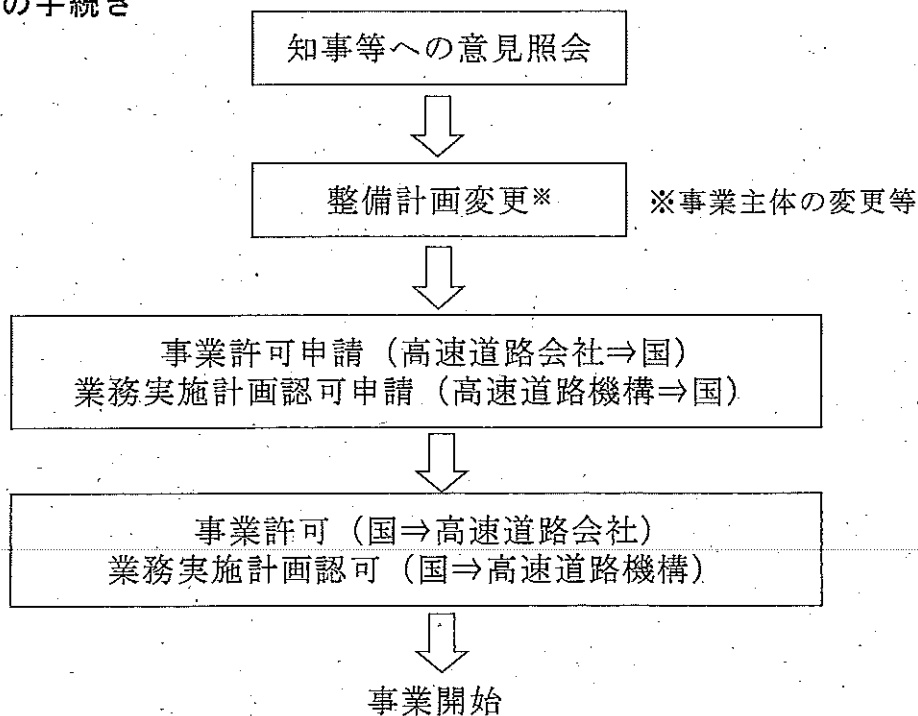 の手続き
知事等への意見照会
整備計画変更※ ※事業主体の変更等
事業許可申請（高速道路会社⇒国）
業務実施計画認可申請（高速道路機構⇒国）
事業許可（国⇒高速道路会社）
業務実施計画認可（国⇒高速道路機構）
事業開始